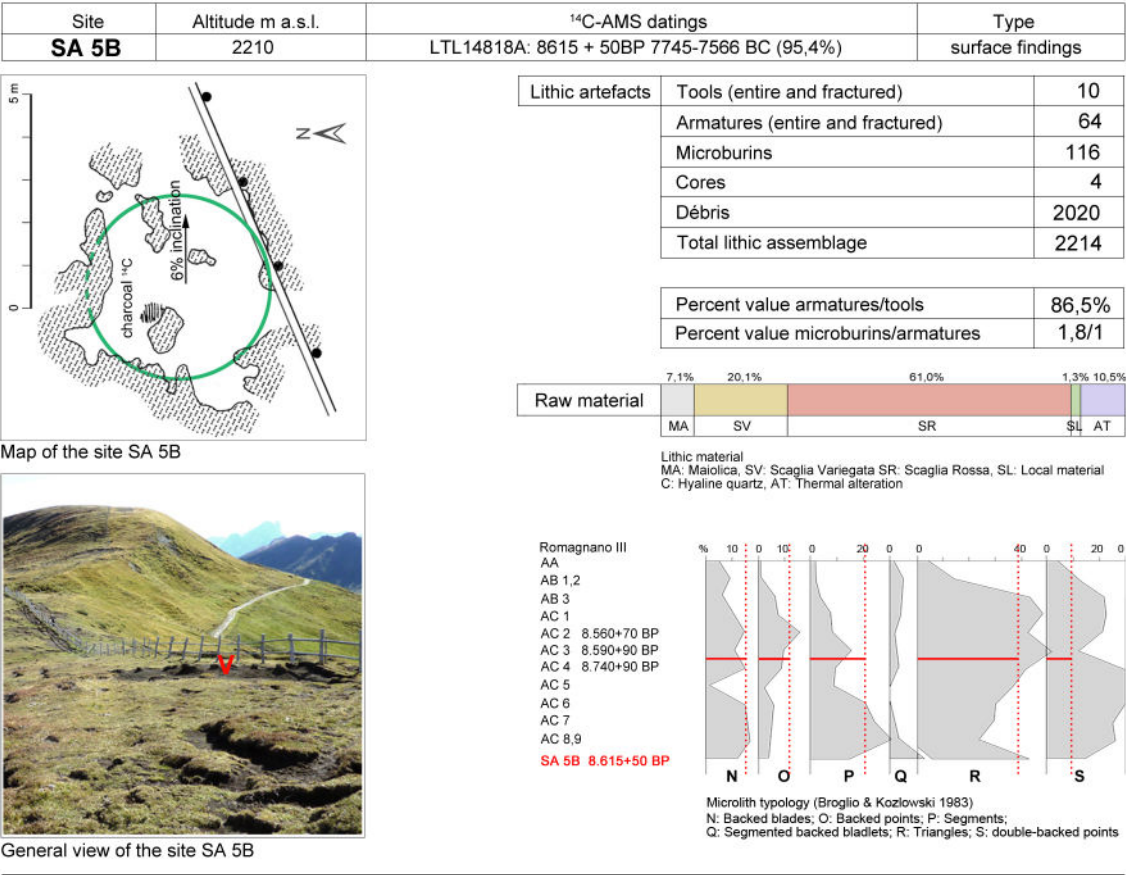 Site Altitude m a.s.l. ¹⁴C-AMS datings Type
SA 5B 2210 LTL14818A: 8615 + 50BP 7745-7566 BC (95,4%) surface findings
5 m
0
N
6% inclination
charcoal ¹⁴C
Map of the site SA 5B
V
General view of the site SA 5B
Lithic artefacts Tools (entire and fractured) 10
Armatures (entire and fractured) 64
Microburins 116
Cores 4
Débris 2020
Total lithic assemblage 2214
Percent value armatures/tools 86,5%
Percent value microburins/armatures 1,8/1
7,1% 20,1% 61,0% 1,3% 10,5%
Raw material
MA SV SR SL AT
Lithic material
MA: Maiolica, SV: Scaglia Variegata SR: Scaglia Rossa, SL: Local material
C: Hyaline quartz, AT: Thermal alteration
Romagnano III % 10 0 10 0 20 0 0 40 0 20 0
AA
AB 1,2
AB 3
AC 1
AC 2 8.560+70 BP
AC 3 8.590+90 BP
AC 4 8.740+90 BP
AC 5
AC 6
AC 7
AC 8,9
SA 5B 8.615+50 BP
N O P Q R S
Microlith typology (Broglio & Kozlowski 1983)
N: Backed blades; O: Backed points; P: Segments;
Q: Segmented backed bladlets; R: Triangles; S: double-backed points